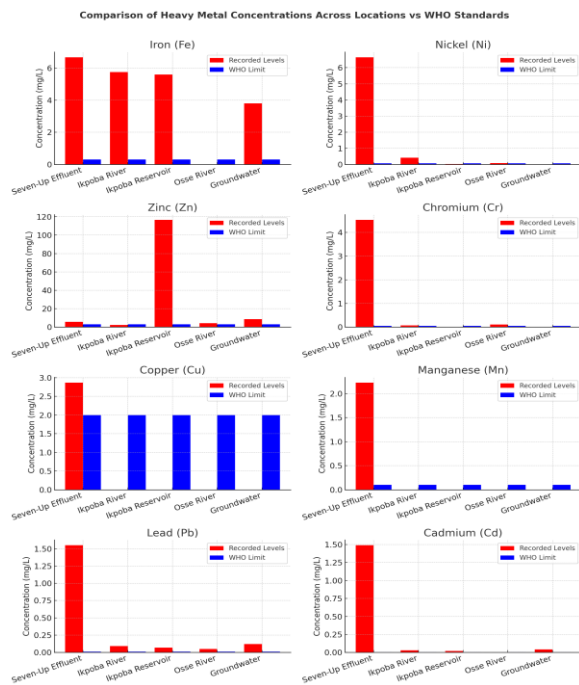 Comparison of Heavy Metal Concentrations Across Locations vs WHO Standards
Iron (Fe)
Concentration (mg/L)
6
4
2
0
Recorded Levels
WHO Limit
Seven-Up Effluent
Ikpoba River
Ikpoba Reservoir
Osse River
Groundwater
Nickel (Ni)
Concentration (mg/L)
6
5
4
3
2
1
0
Recorded Levels
WHO Limit
Seven-Up Effluent
Ikpoba River
Ikpoba Reservoir
Osse River
Groundwater
Zinc (Zn)
Concentration (mg/L)
120
100
80
60
40
20
0
Recorded Levels
WHO Limit
Seven-Up Effluent
Ikpoba River
Ikpoba Reservoir
Osse River
Groundwater
Chromium (Cr)
Concentration (mg/L)
4
3
2
1
0
Recorded Levels
WHO Limit
Seven-Up Effluent
Ikpoba River
Ikpoba Reservoir
Osse River
Groundwater
Copper (Cu)
Concentration (mg/L)
3.0
2.5
2.0
1.5
1.0
0.5
0.0
Recorded Levels
WHO Limit
Seven-Up Effluent
Ikpoba River
Ikpoba Reservoir
Osse River
Groundwater
Manganese (Mn)
Concentration (mg/L)
2.0
1.5
1.0
0.5
0.0
Recorded Levels
WHO Limit
Seven-Up Effluent
Ikpoba River
Ikpoba Reservoir
Osse River
Groundwater
Lead (Pb)
Concentration (mg/L)
1.50
1.25
1.00
0.75
0.50
0.25
0.00
Recorded Levels
WHO Limit
Seven-Up Effluent
Ikpoba River
Ikpoba Reservoir
Osse River
Groundwater
Cadmium (Cd)
Concentration (mg/L)
1.50
1.25
1.00
0.75
0.50
0.25
0.00
Recorded Levels
WHO Limit
Seven-Up Effluent
Ikpoba River
Ikpoba Reservoir
Osse River
Groundwater